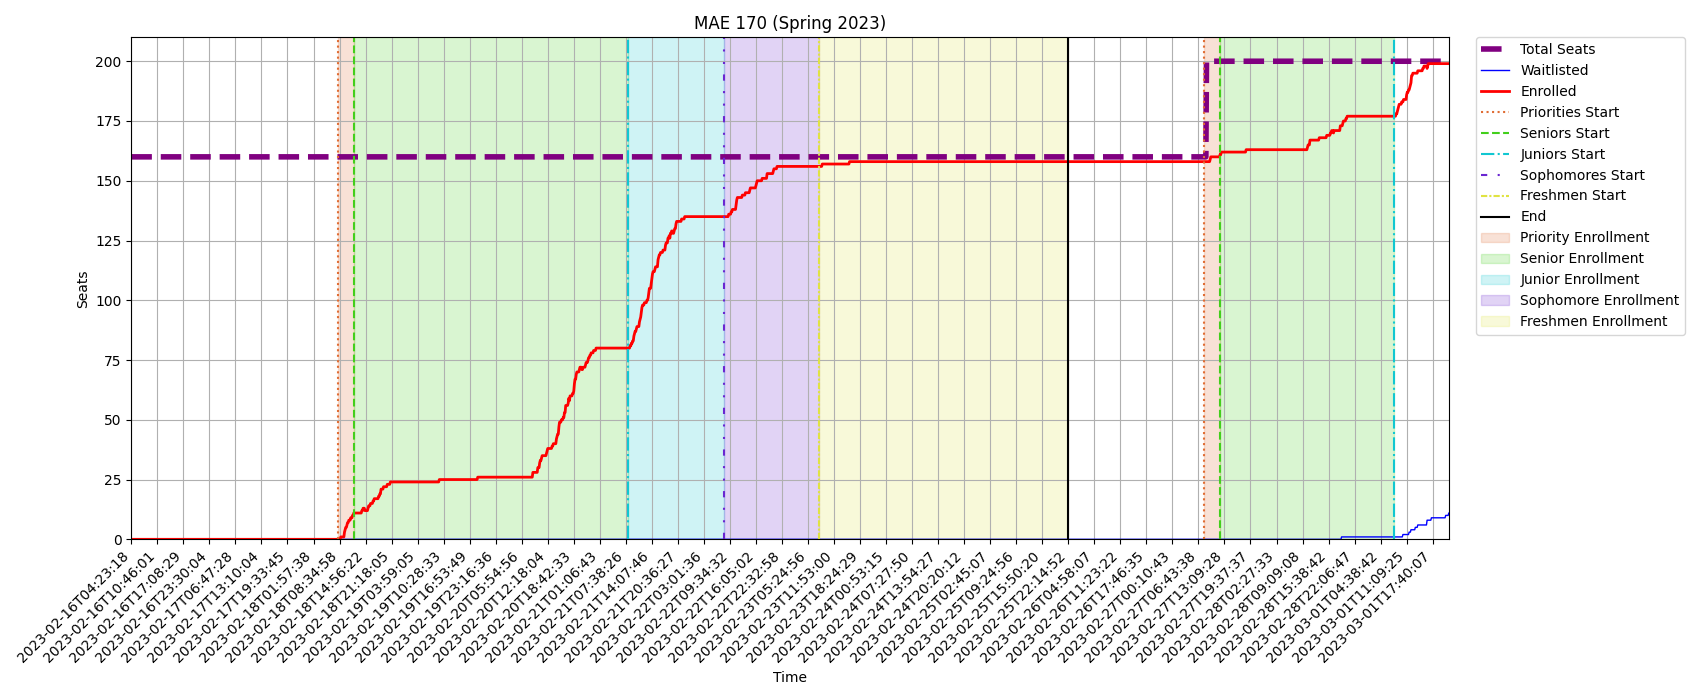 MAE 170 (Spring 2023)
Seats
200
175
150
125
100
75
50
25
0
2023-02-16T04:23:18
2023-02-16T10:46:01
2023-02-16T17:08:29
2023-02-16T23:30:04
2023-02-17T06:47:28
2023-02-17T13:10:04
2023-02-17T19:33:45
2023-02-18T01:57:38
2023-02-18T08:34:58
2023-02-18T14:56:22
2023-02-18T21:18:05
2023-02-19T03:59:05
2023-02-19T10:28:33
2023-02-19T16:53:49
2023-02-19T23:16:36
2023-02-20T05:54:56
2023-02-20T12:18:04
2023-02-20T18:42:33
2023-02-21T01:06:43
2023-02-21T07:38:26
2023-02-21T14:07:46
2023-02-21T20:36:27
2023-02-22T03:01:36
2023-02-22T09:34:32
2023-02-22T16:05:02
2023-02-22T22:32:58
2023-02-23T05:24:56
2023-02-23T11:53:00
2023-02-23T18:24:29
2023-02-24T00:53:15
2023-02-24T07:27:50
2023-02-24T13:54:27
2023-02-24T20:20:12
2023-02-25T02:45:07
2023-02-25T09:24:56
2023-02-25T15:50:20
2023-02-25T22:14:52
2023-02-26T04:58:07
2023-02-26T11:23:22
2023-02-26T17:46:35
2023-02-27T00:10:43
2023-02-27T06:43:38
2023-02-27T13:09:28
2023-02-27T19:37:37
2023-02-28T02:27:33
2023-02-28T09:09:08
2023-02-28T15:38:42
2023-02-28T22:06:47
2023-03-01T04:38:42
2023-03-01T11:09:25
2023-03-01T17:40:07
Time
Total Seats
Waitlisted
Enrolled
Priorities Start
Seniors Start
Juniors Start
Sophomores Start
Freshmen Start
End
Priority Enrollment
Senior Enrollment
Junior Enrollment
Sophomore Enrollment
Freshmen Enrollment